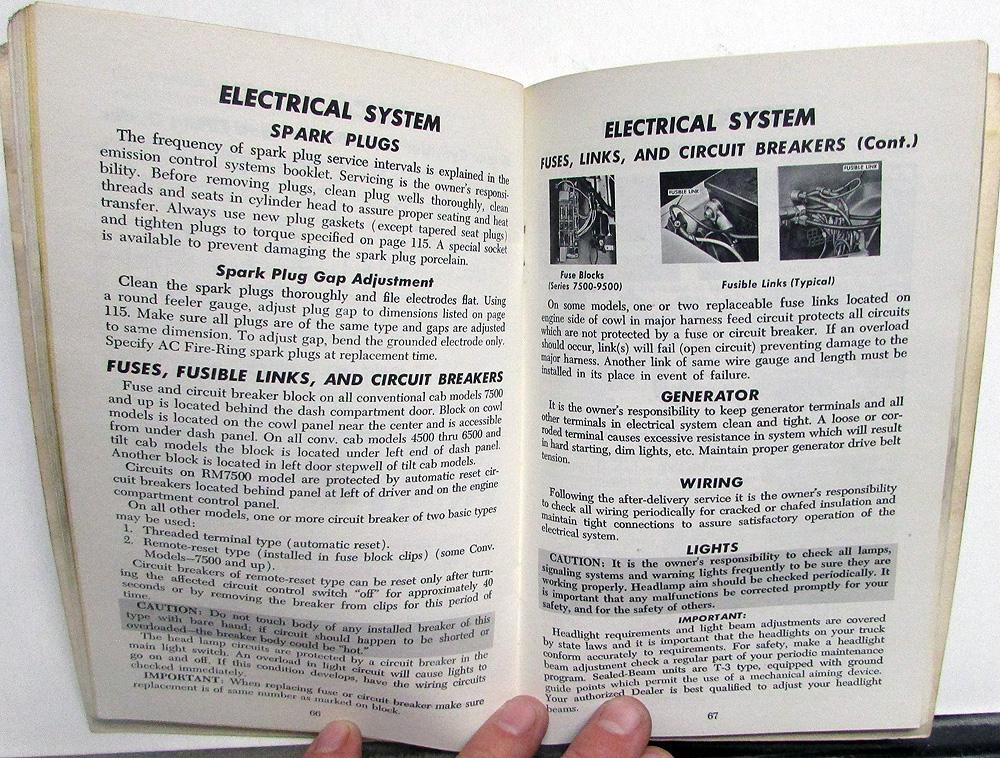 ELECTRICAL SYSTEM
SPARK PLUGS
The frequency of spark plug service intervals is explained in the
emission control systems booklet. Servicing is the owner's responsi-
bility. Before removing plugs, clean plug wells thoroughly, clean
threads and seats in cylinder head to assure proper seating and heat
transfer. Always use new plug gaskets (except tapered seat plugs)
and tighten plugs to torque specified on page 115. A special socket
is available to prevent damaging the spark plug porcelain.
Spark Plug Gap Adjustment
Clean the spark plugs thoroughly and file electrodes flat. Using
a round feeler gauge, adjust plug gap to dimensions listed on page
115. Make sure all plugs are of the same type and gaps are adjusted
to same dimension. To adjust gap, bend the grounded electrode only.
Specify AC Fire-Ring spark plugs at replacement time.
FUSES, FUSIBLE LINKS, AND CIRCUIT BREAKERS
Fuse and circuit breaker block on all conventional cab models 7500
and up is located behind the dash compartment door. Block on cowl
models is located on the cowl panel near the center and is accessible
from under dash panel. On all conv. cab models 4500 thru 6500 and
tilt cab models the block is located under left end of dash panel.
Another block is located in left door stepwell of tilt cab models.
Circuits on RM7500 model are protected by automatic reset cir-
cuit breakers located behind panel at left of driver and on the engine
compartment control panel.
On all other models, one or more circuit breaker of two basic types
may be used:
1. Threaded terminal type (automatic reset).
2. Remote-reset type (installed in fuse block clips) (some Conv.
Models—7500 and up).
Circuit breakers of remote-reset type can be reset only after turn-
ing the affected circuit control switch "off" for approximately 40
seconds or by removing the breaker from clips for this period of
time.
CAUTION: Do not touch body of any installed breaker of this
type with bare hand; if circuit should happen to be shorted or
overloaded—the breaker body could be "hot."
The head lamp circuits are protected by a circuit breaker in the
main light switch. An overload in light circuit will cause lights to
go on and off. If this condition develops, have the wiring circuits
checked immediately.
IMPORTANT: When replacing fuse or circuit breaker make sure
replacement is of same number as marked on block.
66
ELECTRICAL SYSTEM
FUSES, LINKS, AND CIRCUIT BREAKERS (Cont.)
FUSIBLE LINK
FUSIBLE LINK
Fuse Blocks
(Series 7500-9500)
Fusible Links (Typical)
On some models, one or two replaceable fuse links located on
engine side of cowl in major harness feed circuit protects all circuits
which are not protected by a fuse or circuit breaker. If an overload
should occur, link(s) will fail (open circuit) preventing damage to the
major harness. Another link of same wire gauge and length must be
installed in its place in event of failure.
GENERATOR
It is the owner's responsibility to keep generator terminals and all
other terminals in electrical system clean and tight. A loose or cor-
roded terminal causes excessive resistance in system which will result
in hard starting, dim lights, etc. Maintain proper generator drive belt
tension.
WIRING
Following the after-delivery service it is the owner's responsibility
to check all wiring periodically for cracked or chafed insulation and
maintain tight connections to assure satisfactory operation of the
electrical system.
LIGHTS
CAUTION: It is the owner's responsibility to check all lamps,
signaling systems and warning lights frequently to be sure they are
working properly. Headlamp aim should be checked periodically. It
is important that any malfunctions be corrected promptly for your
safety, and for the safety of others.
IMPORTANT:
Headlight requirements and light beam adjustments are covered
by state laws and it is important that the headlights on your truck
conform accurately to requirements. For safety, make a headlight
beam adjustment check a regular part of your periodic maintenance
program. Sealed-Beam units are T-3 type, equipped with ground
guide points which permit the use of a mechanical aiming device.
Your authorized Dealer is best qualified to adjust your headlight
beams.
67